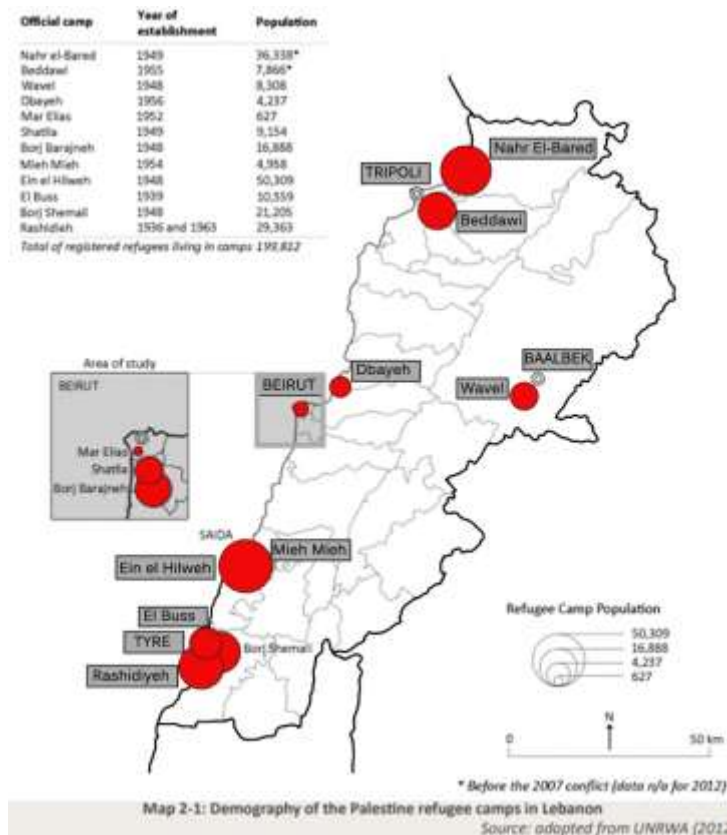 Official camp Year of establishment Population
Nahr el-Bared 1949 36,338*
Beddawi 1955 7,866*
Wavel 1948 8,308
Dbayeh 1956 4,237
Mar Elias 1952 627
Shatila 1949 9,154
Borj Barajneh 1948 16,888
Mieh Mieh 1954 4,958
Ein el Hilweh 1948 50,309
El Buss 1939 10,559
Borj Shemali 1948 21,205
Rashidieh 1936 and 1963 29,363
Total of registered refugees living in camps 199,812
Nahr El-Bared
TRIPOLI
Beddawi
Area of study
BEIRUT
Mar Elias
Shatila
Borj Barajneh
BEIRUT
Dbayeh
BAALBEK
Wavel
SAIDA
Mieh Mieh
Ein el Hilweh
El Buss
TYRE
Borj Shemali
Rashidiyeh
Refugee Camp Population
50,309
16,888
4,237
627
N
0 50 km
* Before the 2007 conflict (data n/a for 2012)
Map 2-1: Demography of the Palestine refugee camps in Lebanon
Source: adapted from UNRWA (201